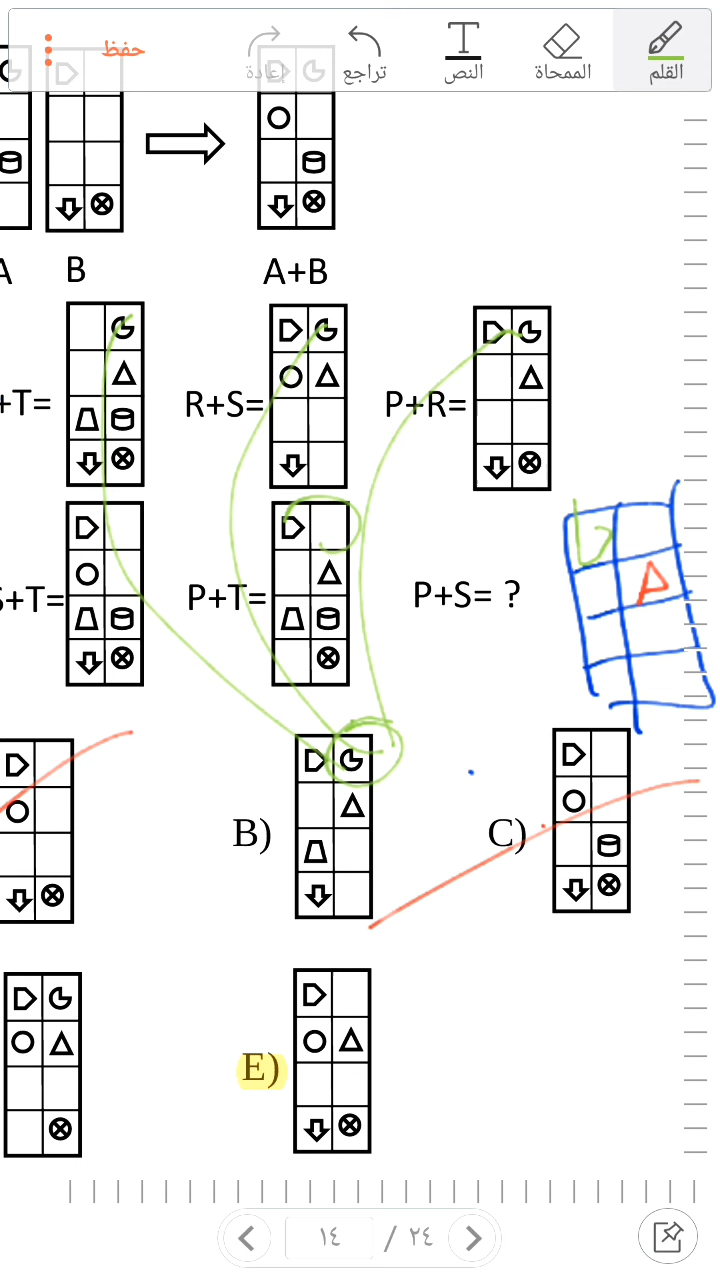 حفظ إعادة تراجع النص الممحاة القلم
A B A+B
+T= R+S= P+R=
S+T= P+T= P+S= ?
B) C)
E)
١٤ / ٢٤